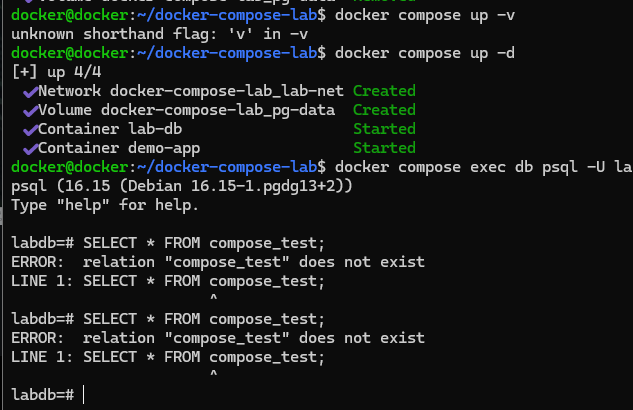 docker@docker:~/docker-compose-lab$ docker compose up -v
unknown shorthand flag: 'v' in -v
docker@docker:~/docker-compose-lab$ docker compose up -d
[+] up 4/4
✔Network docker-compose-lab_lab-net Created
✔Volume docker-compose-lab_pg-data Created
✔Container lab-db Started
✔Container demo-app Started
docker@docker:~/docker-compose-lab$ docker compose exec db psql -U la
psql (16.15 (Debian 16.15-1.pgdg13+2))
Type "help" for help.
labdb=# SELECT * FROM compose_test;
ERROR:  relation "compose_test" does not exist
LINE 1: SELECT * FROM compose_test;
^
labdb=# SELECT * FROM compose_test;
ERROR:  relation "compose_test" does not exist
LINE 1: SELECT * FROM compose_test;
^
labdb=#